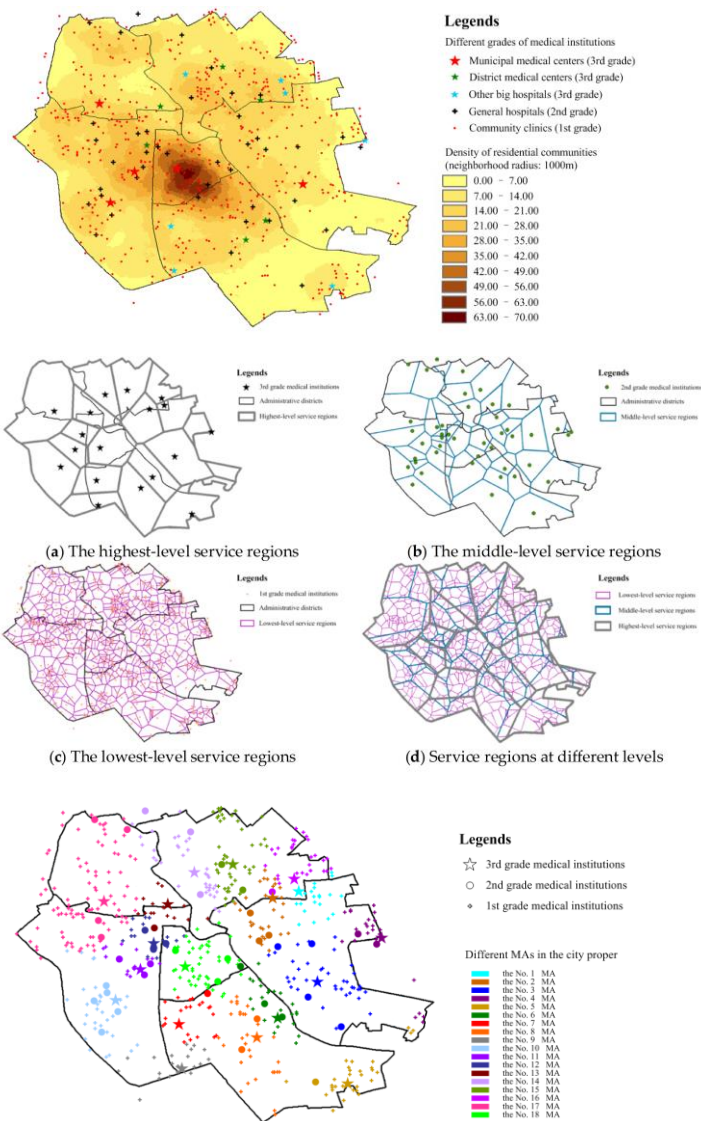 Legends
Different grades of medical institutions
Municipal medical centers (3rd grade)
District medical centers (3rd grade)
Other big hospitals (3rd grade)
General hospitals (2nd grade)
Community clinics (1st grade)
Density of residential communities
(neighborhood radius: 1000m)
0.00 - 7.00
7.00 - 14.00
14.00 - 21.00
21.00 - 28.00
28.00 - 35.00
35.00 - 42.00
42.00 - 49.00
49.00 - 56.00
56.00 - 63.00
63.00 - 70.00
Legends
3rd grade medical institutions
Administrative districts
Highest-level service regions
(a) The highest-level service regions
Legends
2nd grade medical institutions
Administrative districts
Middle-level service regions
(b) The middle-level service regions
Legends
1st grade medical institutions
Administrative districts
Lowest-level service regions
(c) The lowest-level service regions
Legends
Lowest-level service regions
Middle-level service regions
Highest-level service regions
(d) Service regions at different levels
Legends
3rd grade medical institutions
2nd grade medical institutions
1st grade medical institutions
Different MAs in the city proper
the No. 1 MA
the No. 2 MA
the No. 3 MA
the No. 4 MA
the No. 5 MA
the No. 6 MA
the No. 7 MA
the No. 8 MA
the No. 9 MA
the No. 10 MA
the No. 11 MA
the No. 12 MA
the No. 13 MA
the No. 14 MA
the No. 15 MA
the No. 16 MA
the No. 17 MA
the No. 18 MA